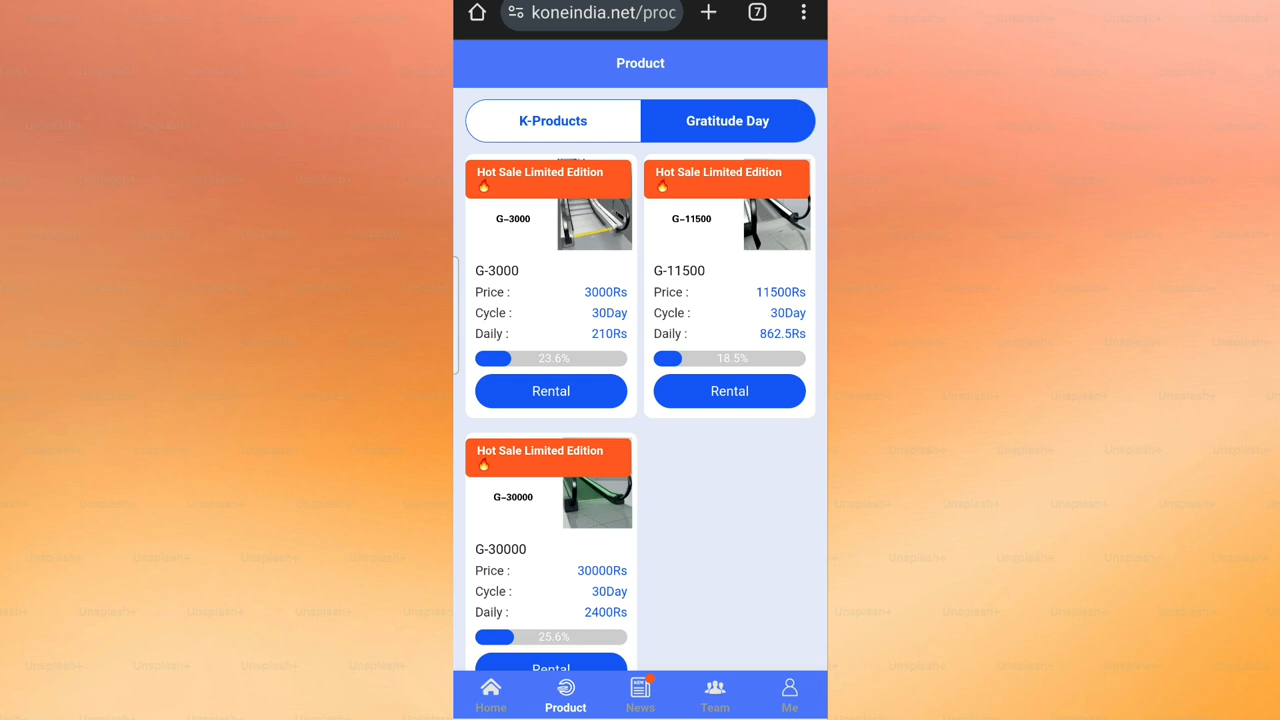 koneindia.net/proc
7
Product
K-Products
Gratitude Day
Hot Sale Limited Edition
🔥
G-3000
G-3000
Price : 3000Rs
Cycle : 30Day
Daily : 210Rs
23.6%
Rental
Hot Sale Limited Edition
🔥
G-11500
G-11500
Price : 11500Rs
Cycle : 30Day
Daily : 862.5Rs
18.5%
Rental
Hot Sale Limited Edition
🔥
G-30000
G-30000
Price : 30000Rs
Cycle : 30Day
Daily : 2400Rs
25.6%
Rental
Home
Product
NEW
News
Team
Me
Unsplash+